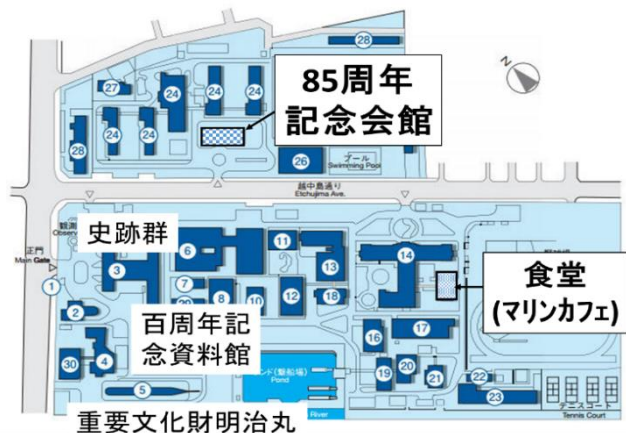 28
N
27
24
24
24
24
24
28
85周年
記念会館
26
プール
Swimming Pool
越中島通り
Etchujima Ave.
正門
Main Gate
史跡群
1
2
3
6
11
13
14
7
8
10
12
18
食堂
(マリンカフェ)
百周年記
念資料館
30
4
5
16
17
19
20
21
22
23
Pond
River
テニスコート
Tennis Court
重要文化財明治丸